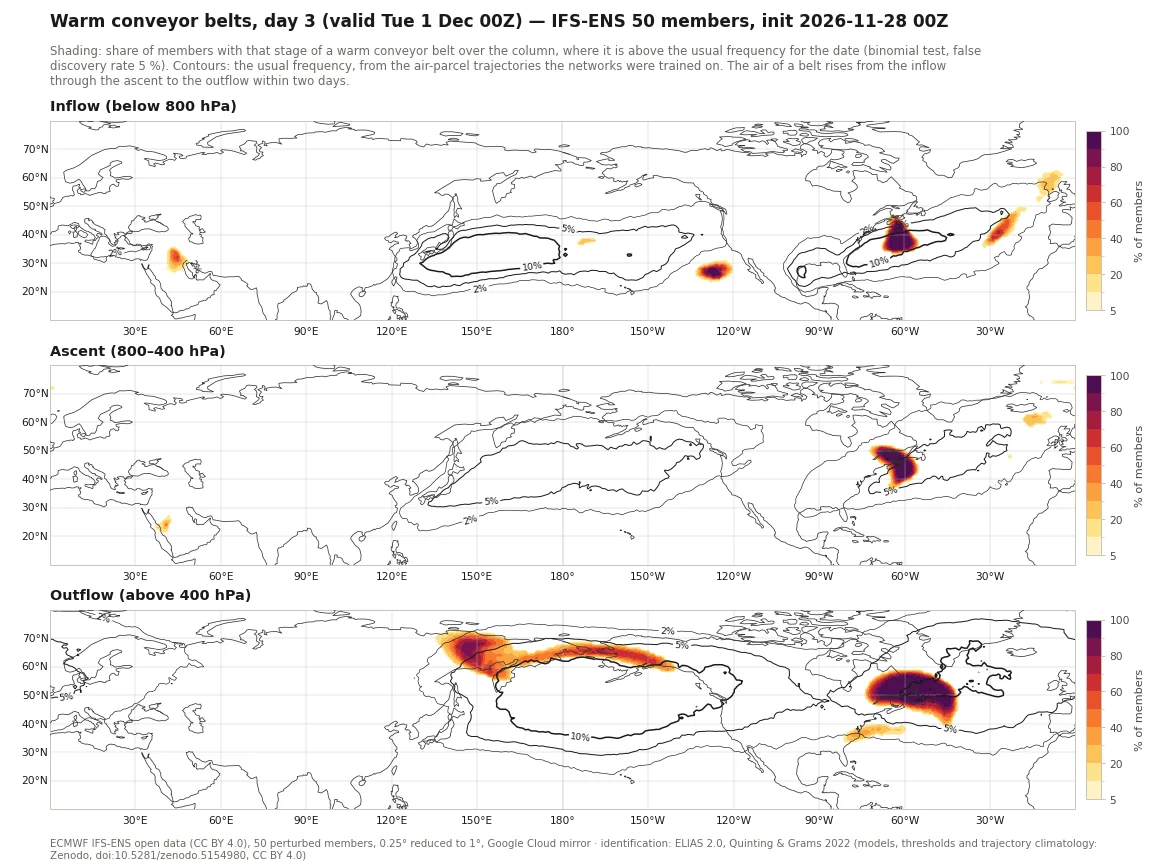 Warm conveyor belts, day 3 (valid Tue 1 Dec 00Z) — IFS-ENS 50 members, init 2026-11-28 00Z
Shading: share of members with that stage of a warm conveyor belt over the column, where it is above the usual frequency for the date (binomial test, false
discovery rate 5 %). Contours: the usual frequency, from the air-parcel trajectories the networks were trained on. The air of a belt rises from the inflow
through the ascent to the outflow within two days.
Inflow (below 800 hPa)
70°N
60°N
50°N
40°N
30°N
20°N
30°E 60°E 90°E 120°E 150°E 180° 150°W 120°W 90°W 60°W 30°W
5%
10%
2%
2%
2%
10%
100
80
60
40
20
5
% of members
Ascent (800–400 hPa)
70°N
60°N
50°N
40°N
30°N
20°N
30°E 60°E 90°E 120°E 150°E 180° 150°W 120°W 90°W 60°W 30°W
5%
2%
5%
100
80
60
40
20
5
% of members
Outflow (above 400 hPa)
70°N
60°N
50°N
40°N
30°N
20°N
30°E 60°E 90°E 120°E 150°E 180° 150°W 120°W 90°W 60°W 30°W
2%
2%
5%
5%
10%
5%
100
80
60
40
20
5
% of members
ECMWF IFS-ENS open data (CC BY 4.0), 50 perturbed members, 0.25° reduced to 1°, Google Cloud mirror · identification: ELIAS 2.0, Quinting & Grams 2022 (models, thresholds and trajectory climatology:
Zenodo, doi:10.5281/zenodo.5154980, CC BY 4.0)